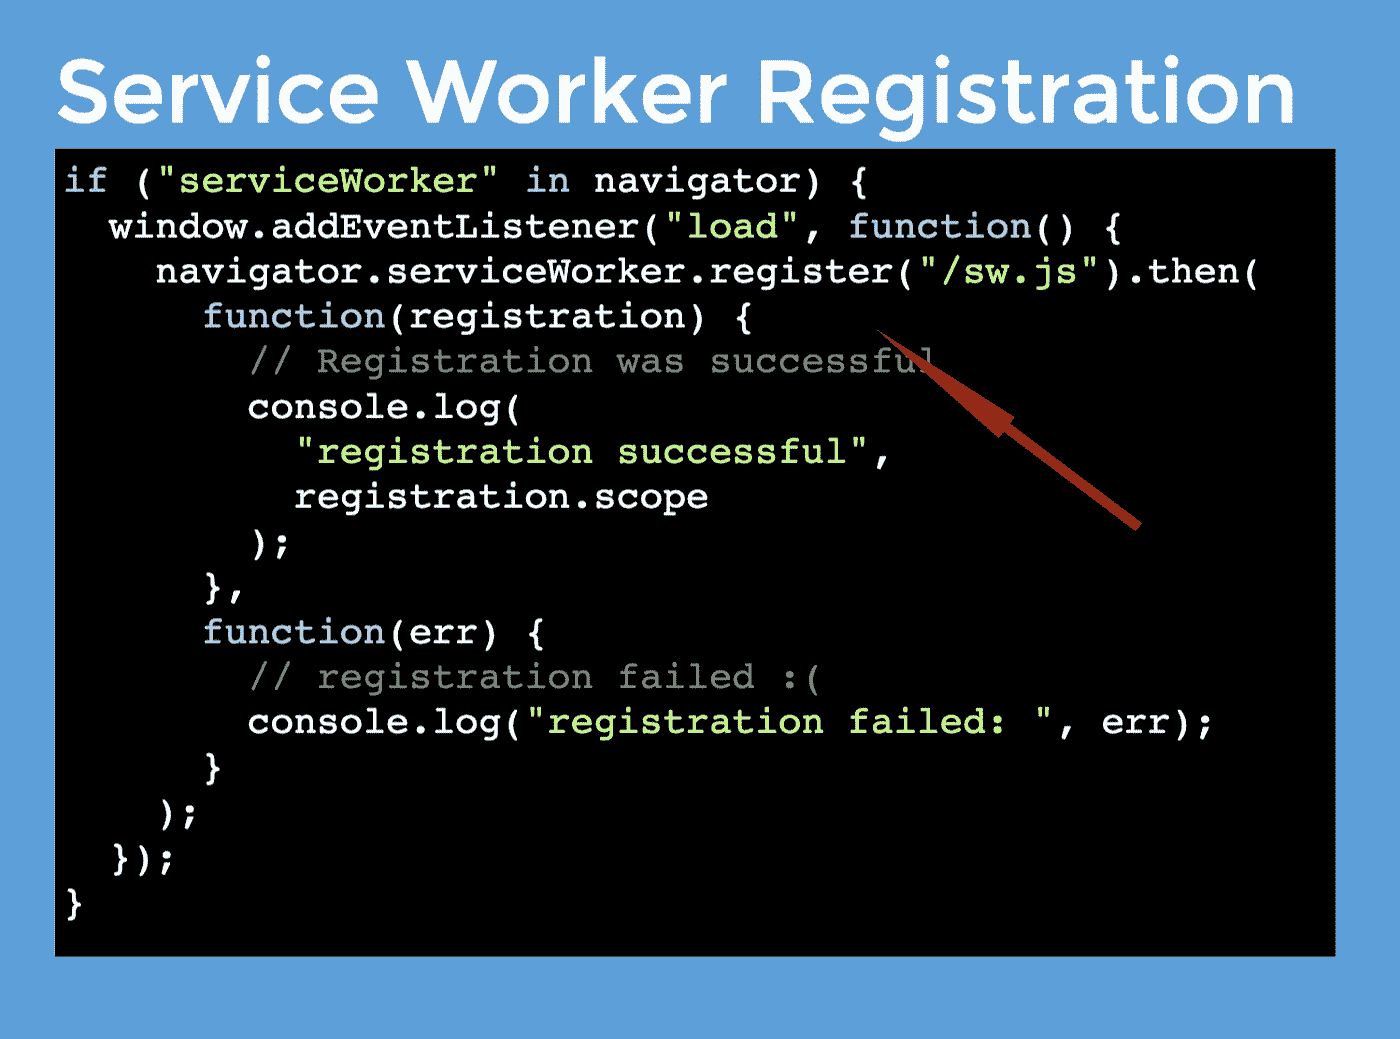 Service Worker Registration
if ("serviceWorker" in navigator) {
  window.addEventListener("load", function() {
    navigator.serviceWorker.register("/sw.js").then(
      function(registration) {
        // Registration was successful
        console.log(
          "registration successful",
          registration.scope
        );
      },
      function(err) {
        // registration failed :(
        console.log("registration failed: ", err);
      }
    );
  });
}